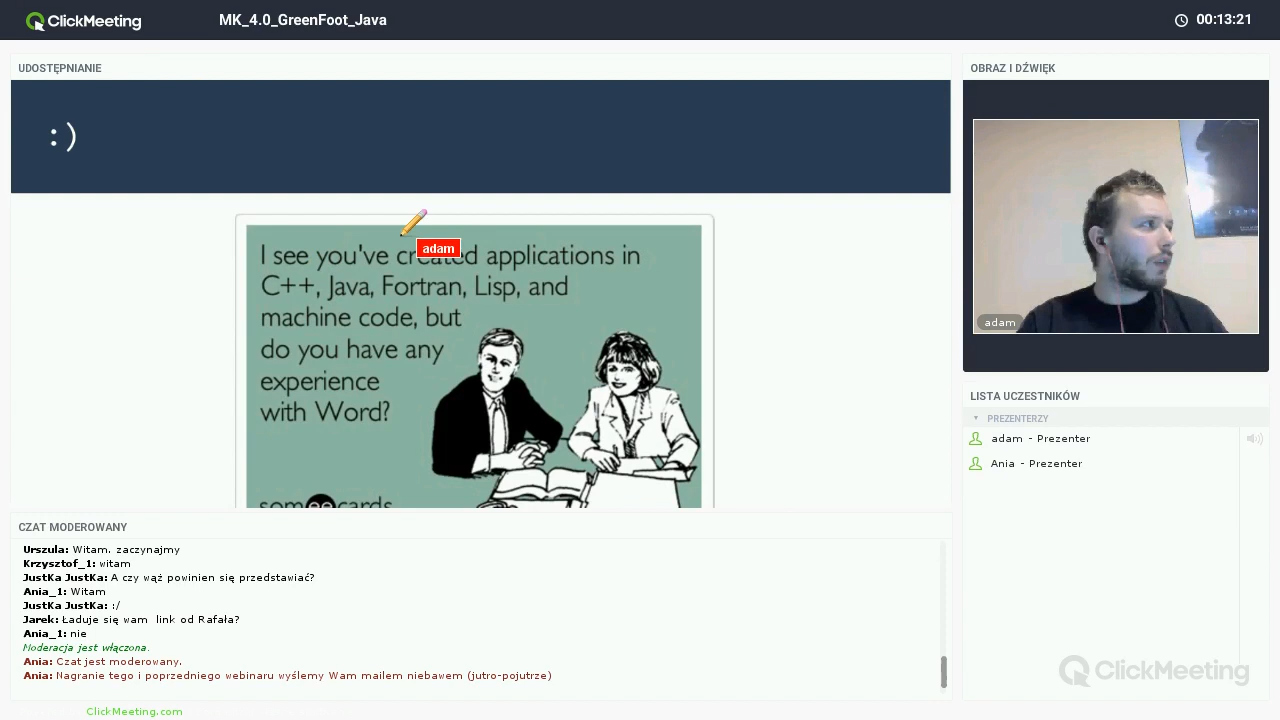 ClickMeeting
MK_4.0_GreenFoot_Java
00:13:21
UDOSTĘPNIANIE
:)
adam
I see you've created applications in
C++, Java, Fortran, Lisp, and
machine code, but
do you have any
experience
with Word?
somee cards
OBRAZ I DŹWIĘK
adam
LISTA UCZESTNIKÓW
PREZENTERZY
adam - Prezenter
Ania - Prezenter
CZAT MODEROWANY
Urszula: Witam. zaczynajmy
Krzysztof_1: witam
JustKa JustKa: A czy wąż powinien się przedstawiać?
Ania_1: Witam
JustKa JustKa: :/
Jarek: Ładuje się wam link od Rafała?
Ania_1: nie
Moderacja jest włączona.
Ania: Czat jest moderowany.
Ania: Nagranie tego i poprzedniego webinaru wyślemy Wam mailem niebawem (jutro-pojutrze)
ClickMeeting
ClickMeeting.com